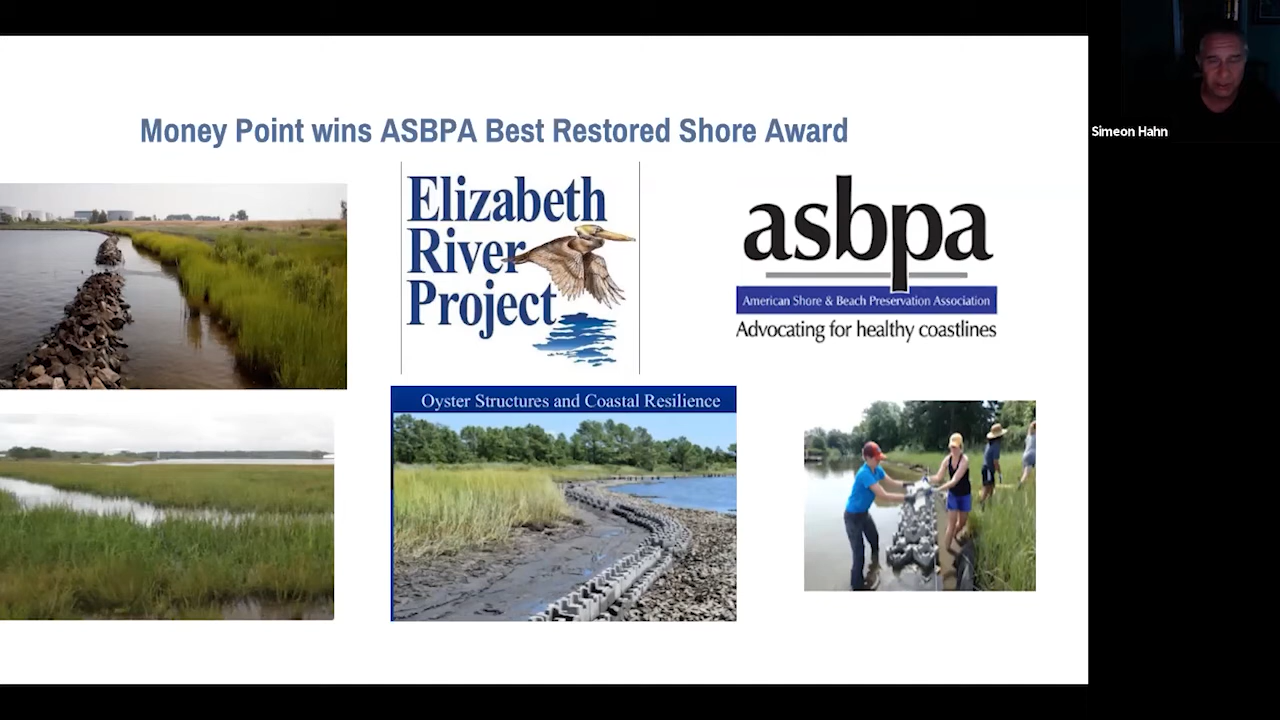 Money Point wins ASBPA Best Restored Shore Award
Simeon Hahn
Elizabeth
River
Project
asbpa
American Shore & Beach Preservation Association
Advocating for healthy coastlines
Oyster Structures and Coastal Resilience